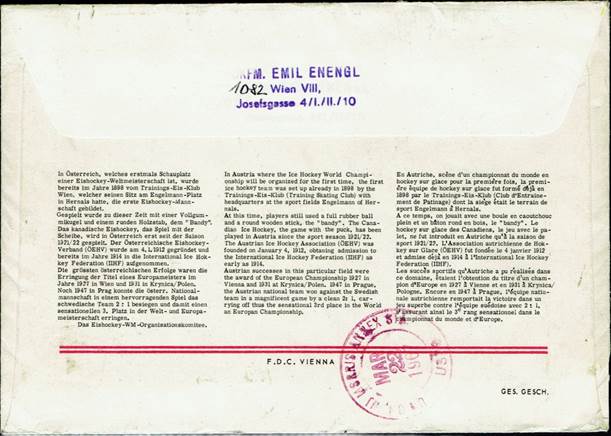 KFM. EMIL ENENGL
1082 Wien VIII,
Josefsgasse 4/I./II./10
In Österreich, welches erstmals Schauplatz
einer Eishockey-Weltmeisterschaft ist, wurde
bereits im Jahre 1898 vom Trainings-Eis-Klub
Wien, welcher seinen Sitz am Engelmann-Platz
in Hernals hatte, die erste Eishockey-Mann-
schaft gebildet.
Gespielt wurde zu dieser Zeit mit einer Vollgum-
mikugel und einem runden Holzstab, dem "Bandy".
Das kanadische Eishockey, das Spiel mit der
Scheibe, wird in Österreich erst seit der Saison
1921/22 gespielt. Der Österreichische Eishockey-
Verband (ÖEHV) wurde am 4.1.1912 gegründet und
bereits im Jahre 1914 in die International Ice Hok-
key Federation (IIHF) aufgenommen.
Die grössten österreichischen Erfolge waren die
Erringung der Titel eines Europameisters im
Jahre 1927 in Wien und 1931 in Krynica/Polen.
Noch 1947 in Prag konnte die österr. National-
mannschaft in einem hervorragenden Spiel das
schwedische Team 2 : 1 besiegen und damit einen
sensationellen 3. Platz in der Welt- und Europa-
meisterschaft erringen.
Das Eishockey-WM-Organisationskomitee.
In Austria where the Ice Hockey World Champi-
onship will be organized for the first time, the first
ice hockey team was set up already in 1898 by the
Trainings-Eis-Klub (Training Skating Club) with
headquarters at the sport fields Engelmann of Her-
nals.
At this time, players still used a full rubber ball
and a round wooden stick, the "bandy". The Cana-
dian Ice Hockey, the game with the puck, has been
played in Austria since the sport season 1921/22.
The Austrian Ice Hockey Association (ÖEHV) was
founded on January 4, 1912, obtaining admission to
the International Ice Hockey Federation (IIHF) as
early as 1914.
Austrian successes in this particular field were
the award of the European Championship 1927 in
Vienna and 1931 at Krynica/Polen. 1947 in Prague,
the Austrian national team won against the Swedish
team in a magnificent game by a clean 2: 1, car-
rying off thus the sensational 3rd place in the World
an European Championship.
En Autriche, scène d'un championnat du monde en
hockey sur glace pour la première fois, la premi-
ère équipe de hockey sur glace fut formé déjà en
1898 par le Trainings-Eis-Klub (Club d'Entraine-
ment de Patinage) dont la siège était le terrain de
sport Engelmann à Hernals.
A ce temps, on jouait avec une boule en caoutchouc
plein et un bâton rond en bois, le "bandy". Le
hockey sur glace des Canadiens, le jeu avec le pa-
let, ne fut introduit en Autriche qu'à la saison de
sport 1921/22. L'Association autrichienne de Hok-
key sur Glace (ÖEHV) fut fondée le 4 janvier 1912
et admise déjà en 1914 à l'International Ice Hockey
Federation (IIHF).
Les succès sportifs qu'Autriche a pu réalisés dans
ce domaine, étaient l'obtention du titre d'un cham-
pion d'Europe en 1927 à Vienne et en 1931 à Krynica/
Pologne. Encore en 1947 à Prague, l'équipe natio-
nale autrichienne remportait la victoire dans un
jeu superbe contre l'équipe suédoise avec 2 : 1,
s'assurant ainsi le 3e rang sensationnel dans le
championnat du monde et d'Europe.
F.D.C. VIENNA
MORRIS ANNEX STA
MAR
22
196
GES. GESCH.